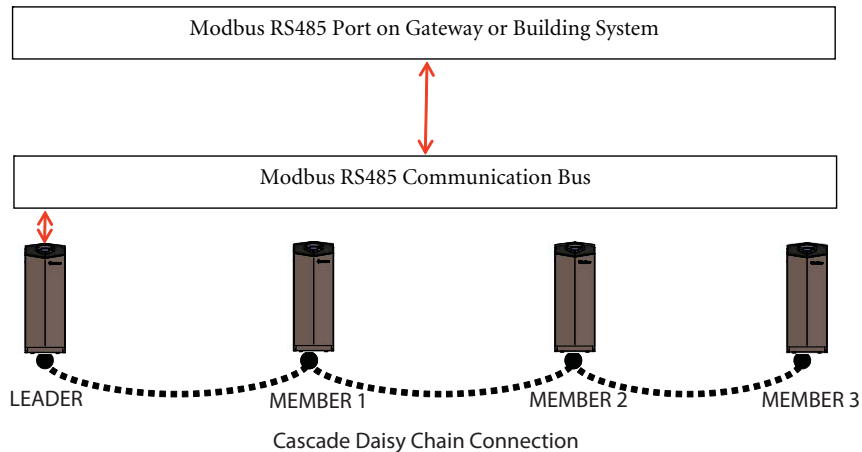 Modbus RS485 Port on Gateway or Building System
Modbus RS485 Communication Bus
LEADER
MEMBER 1
MEMBER 2
MEMBER 3
Cascade Daisy Chain Connection